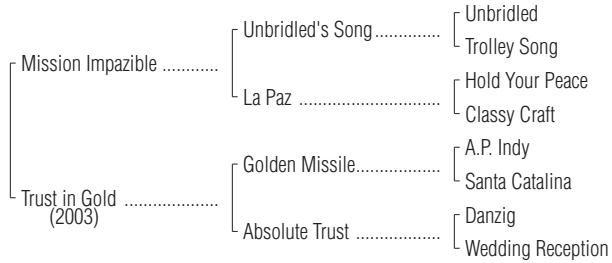 Unbridled
Unbridled's Song..............
Trolley Song
Mission Impazible ............
Hold Your Peace
La Paz ...............................
Classy Craft
A.P. Indy
Golden Missile..................
Santa Catalina
Trust in Gold ....................
(2003)
Danzig
Absolute Trust ..................
Wedding Reception